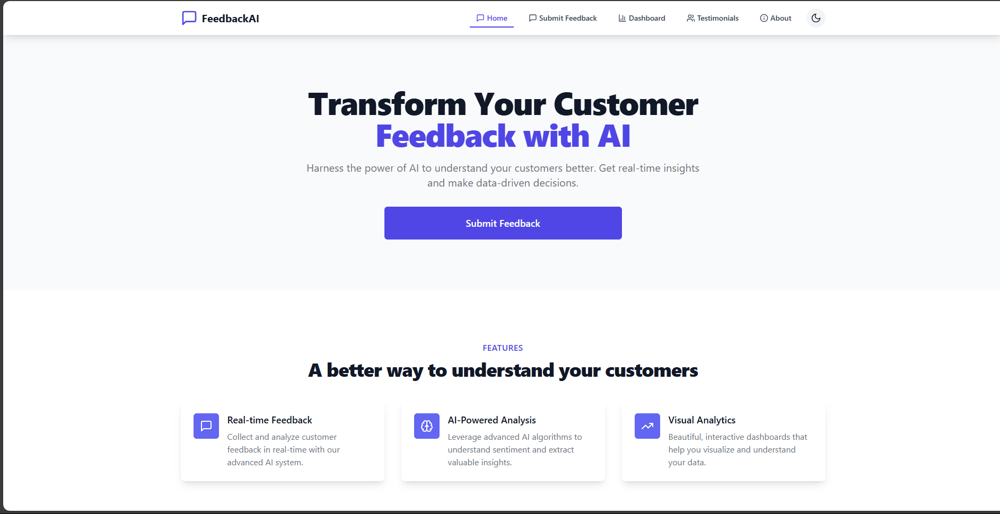 FeedbackAI
Home
Submit Feedback
Dashboard
Testimonials
About
Transform Your Customer
Feedback with AI
Harness the power of AI to understand your customers better. Get real-time insights
and make data-driven decisions.
Submit Feedback
FEATURES
A better way to understand your customers
Real-time Feedback
Collect and analyze customer
feedback in real-time with our
advanced AI system.
AI-Powered Analysis
Leverage advanced AI algorithms to
understand sentiment and extract
valuable insights.
Visual Analytics
Beautiful, interactive dashboards that
help you visualize and understand
your data.